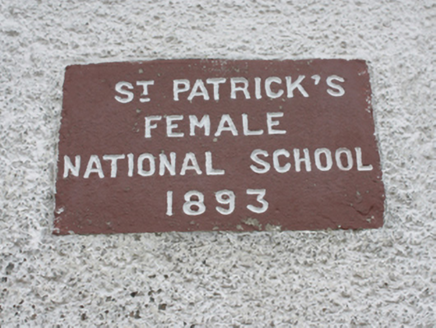 ST PATRICK'S
FEMALE
NATIONAL SCHOOL
1893